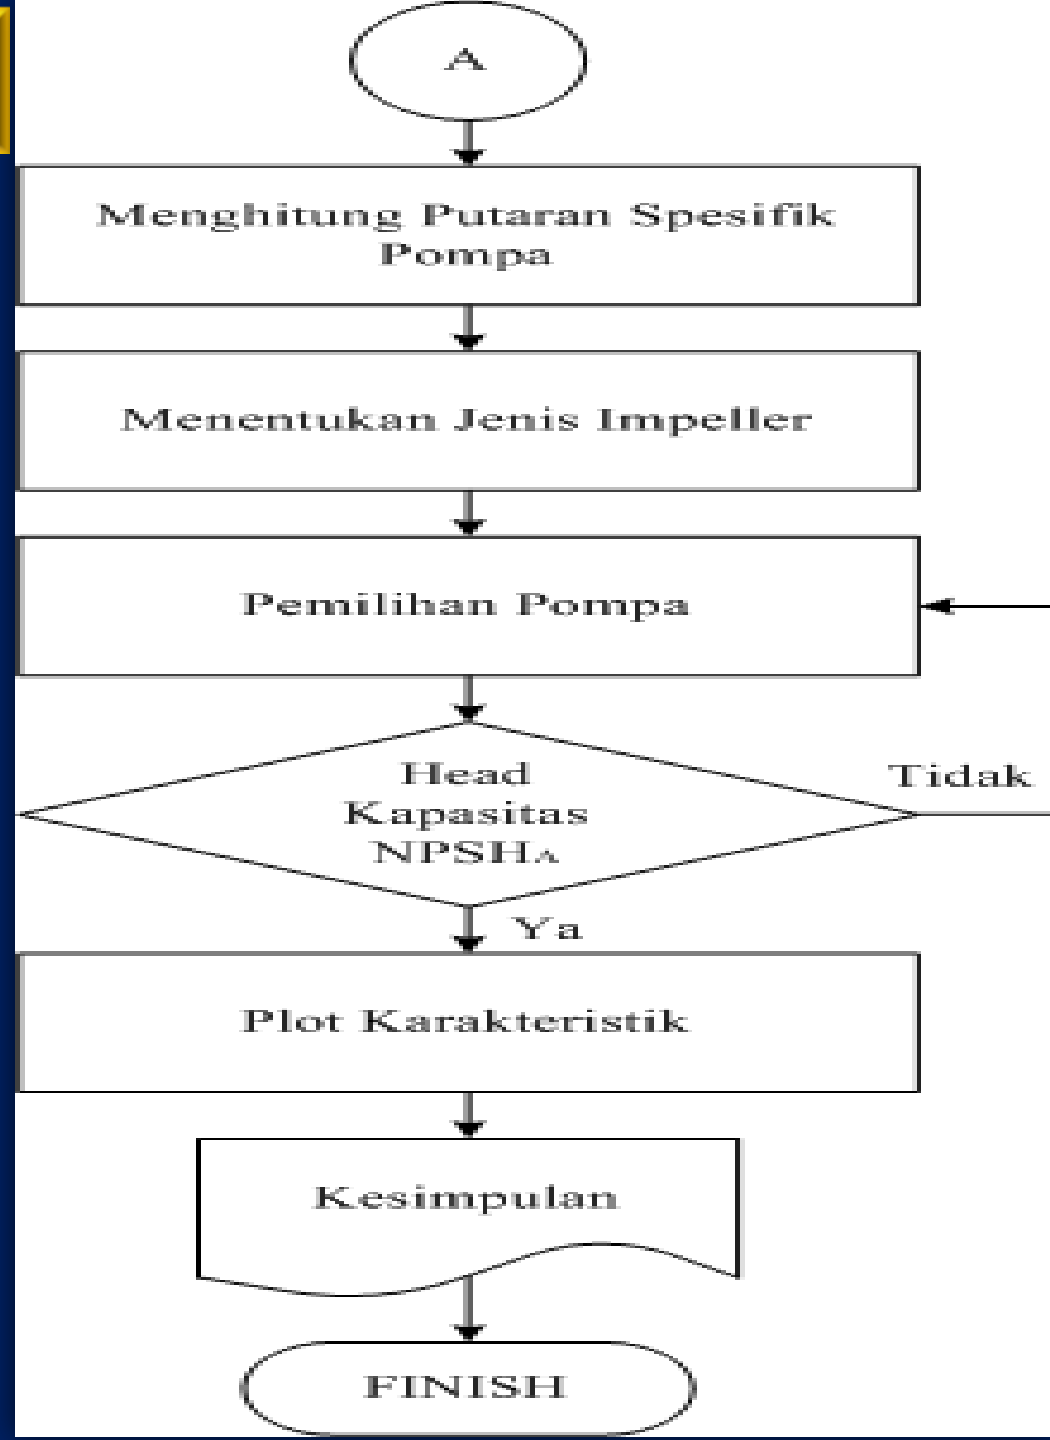 A
Menghitung Putaran Spesifik
Pompa
Menentukan Jenis Impeller
Pemilihan Pompa
Head
Kapasitas
NPSHA
Tidak
Ya
Plot Karakteristik
Kesimpulan
FINISH